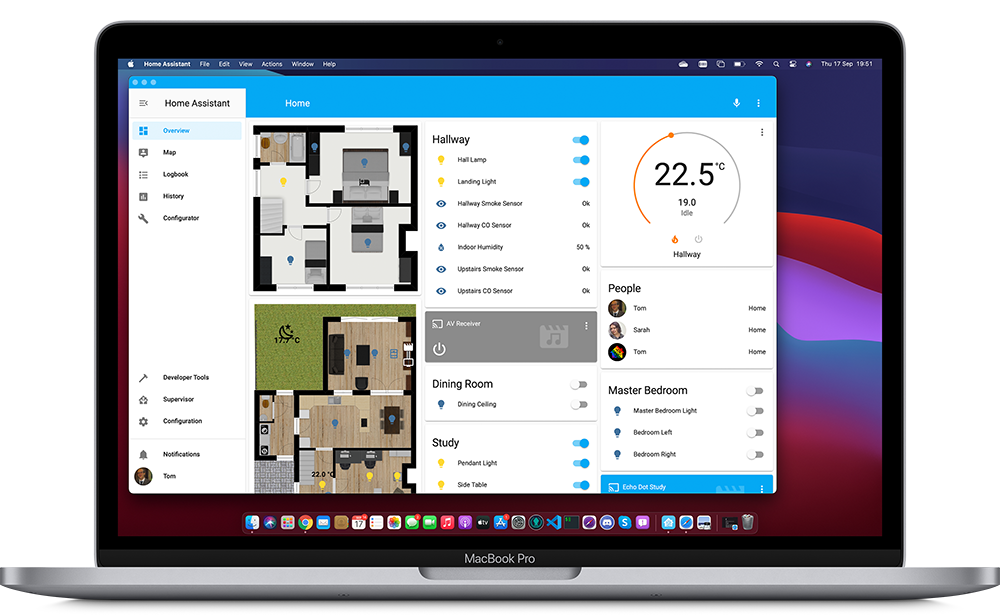 Home Assistant File Edit View Actions Window Help Thu 17 Sep 19:51
Home Assistant
Home
Overview
Map
Logbook
History
Configurator
Developer Tools
Supervisor
Configuration
Notifications
Tom
17.7 °C
22.0 °C
Hallway
Hall Lamp
Landing Light
Hallway Smoke Sensor Ok
Hallway CO Sensor Ok
Indoor Humidity 50 %
Upstairs Smoke Sensor Ok
Upstairs CO Sensor Ok
AV Receiver
Dining Room
Dining Ceiling
Study
Pendant Light
Side Table
22.5 °C
19.0
Idle
Hallway
People
Tom Home
Sarah Home
Tom Home
Master Bedroom
Master Bedroom Light
Bedroom Left
Bedroom Right
Echo Dot Study
17
tv
MacBook Pro